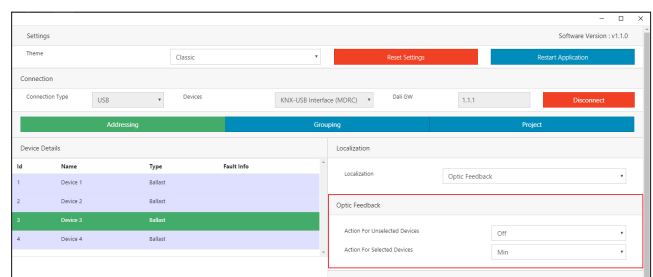 Settings
Software Version : v1.1.0
Theme
Classic
Reset Settings
Restart Application
Connection
Connection Type
USB
Devices
KNX-USB Interface (MDRC)
Dali GW
1.1.1
Disconnect
Addressing
Grouping
Project
Device Details
Localization
Id Name Type Fault Info
1 Device 1 Ballast
2 Device 2 Ballast
3 Device 3 Ballast
4 Device 4 Ballast
Localization
Optic Feedback
Optic Feedback
Action For Unselected Devices
Off
Action For Selected Devices
Min